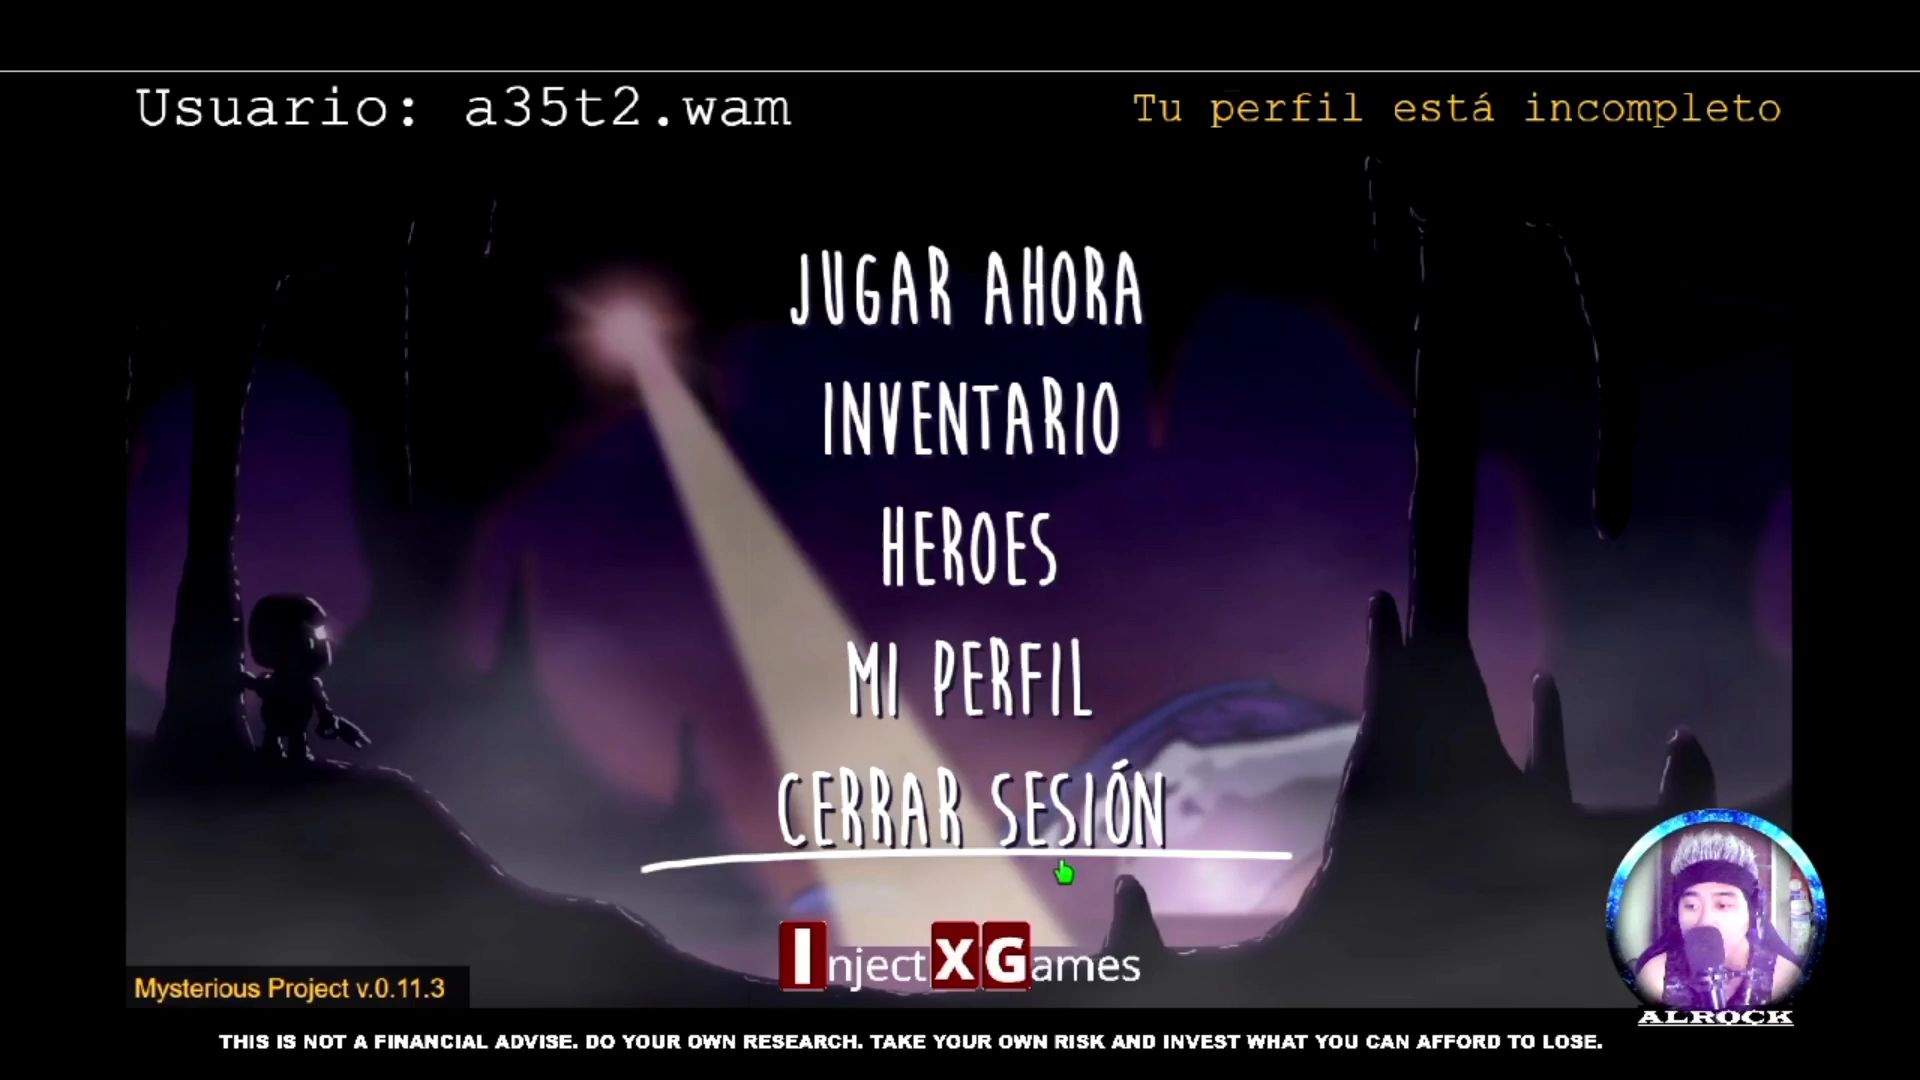 Usuario: a35t2.wam
Tu perfil está incompleto
JUGAR AHORA
INVENTARIO
HEROES
MI PERFIL
CERRAR SESIÓN
InjectXGames
Mysterious Project v.0.11.3
ALROCK
THIS IS NOT A FINANCIAL ADVISE. DO YOUR OWN RESEARCH. TAKE YOUR OWN RISK AND INVEST WHAT YOU CAN AFFORD TO LOSE.